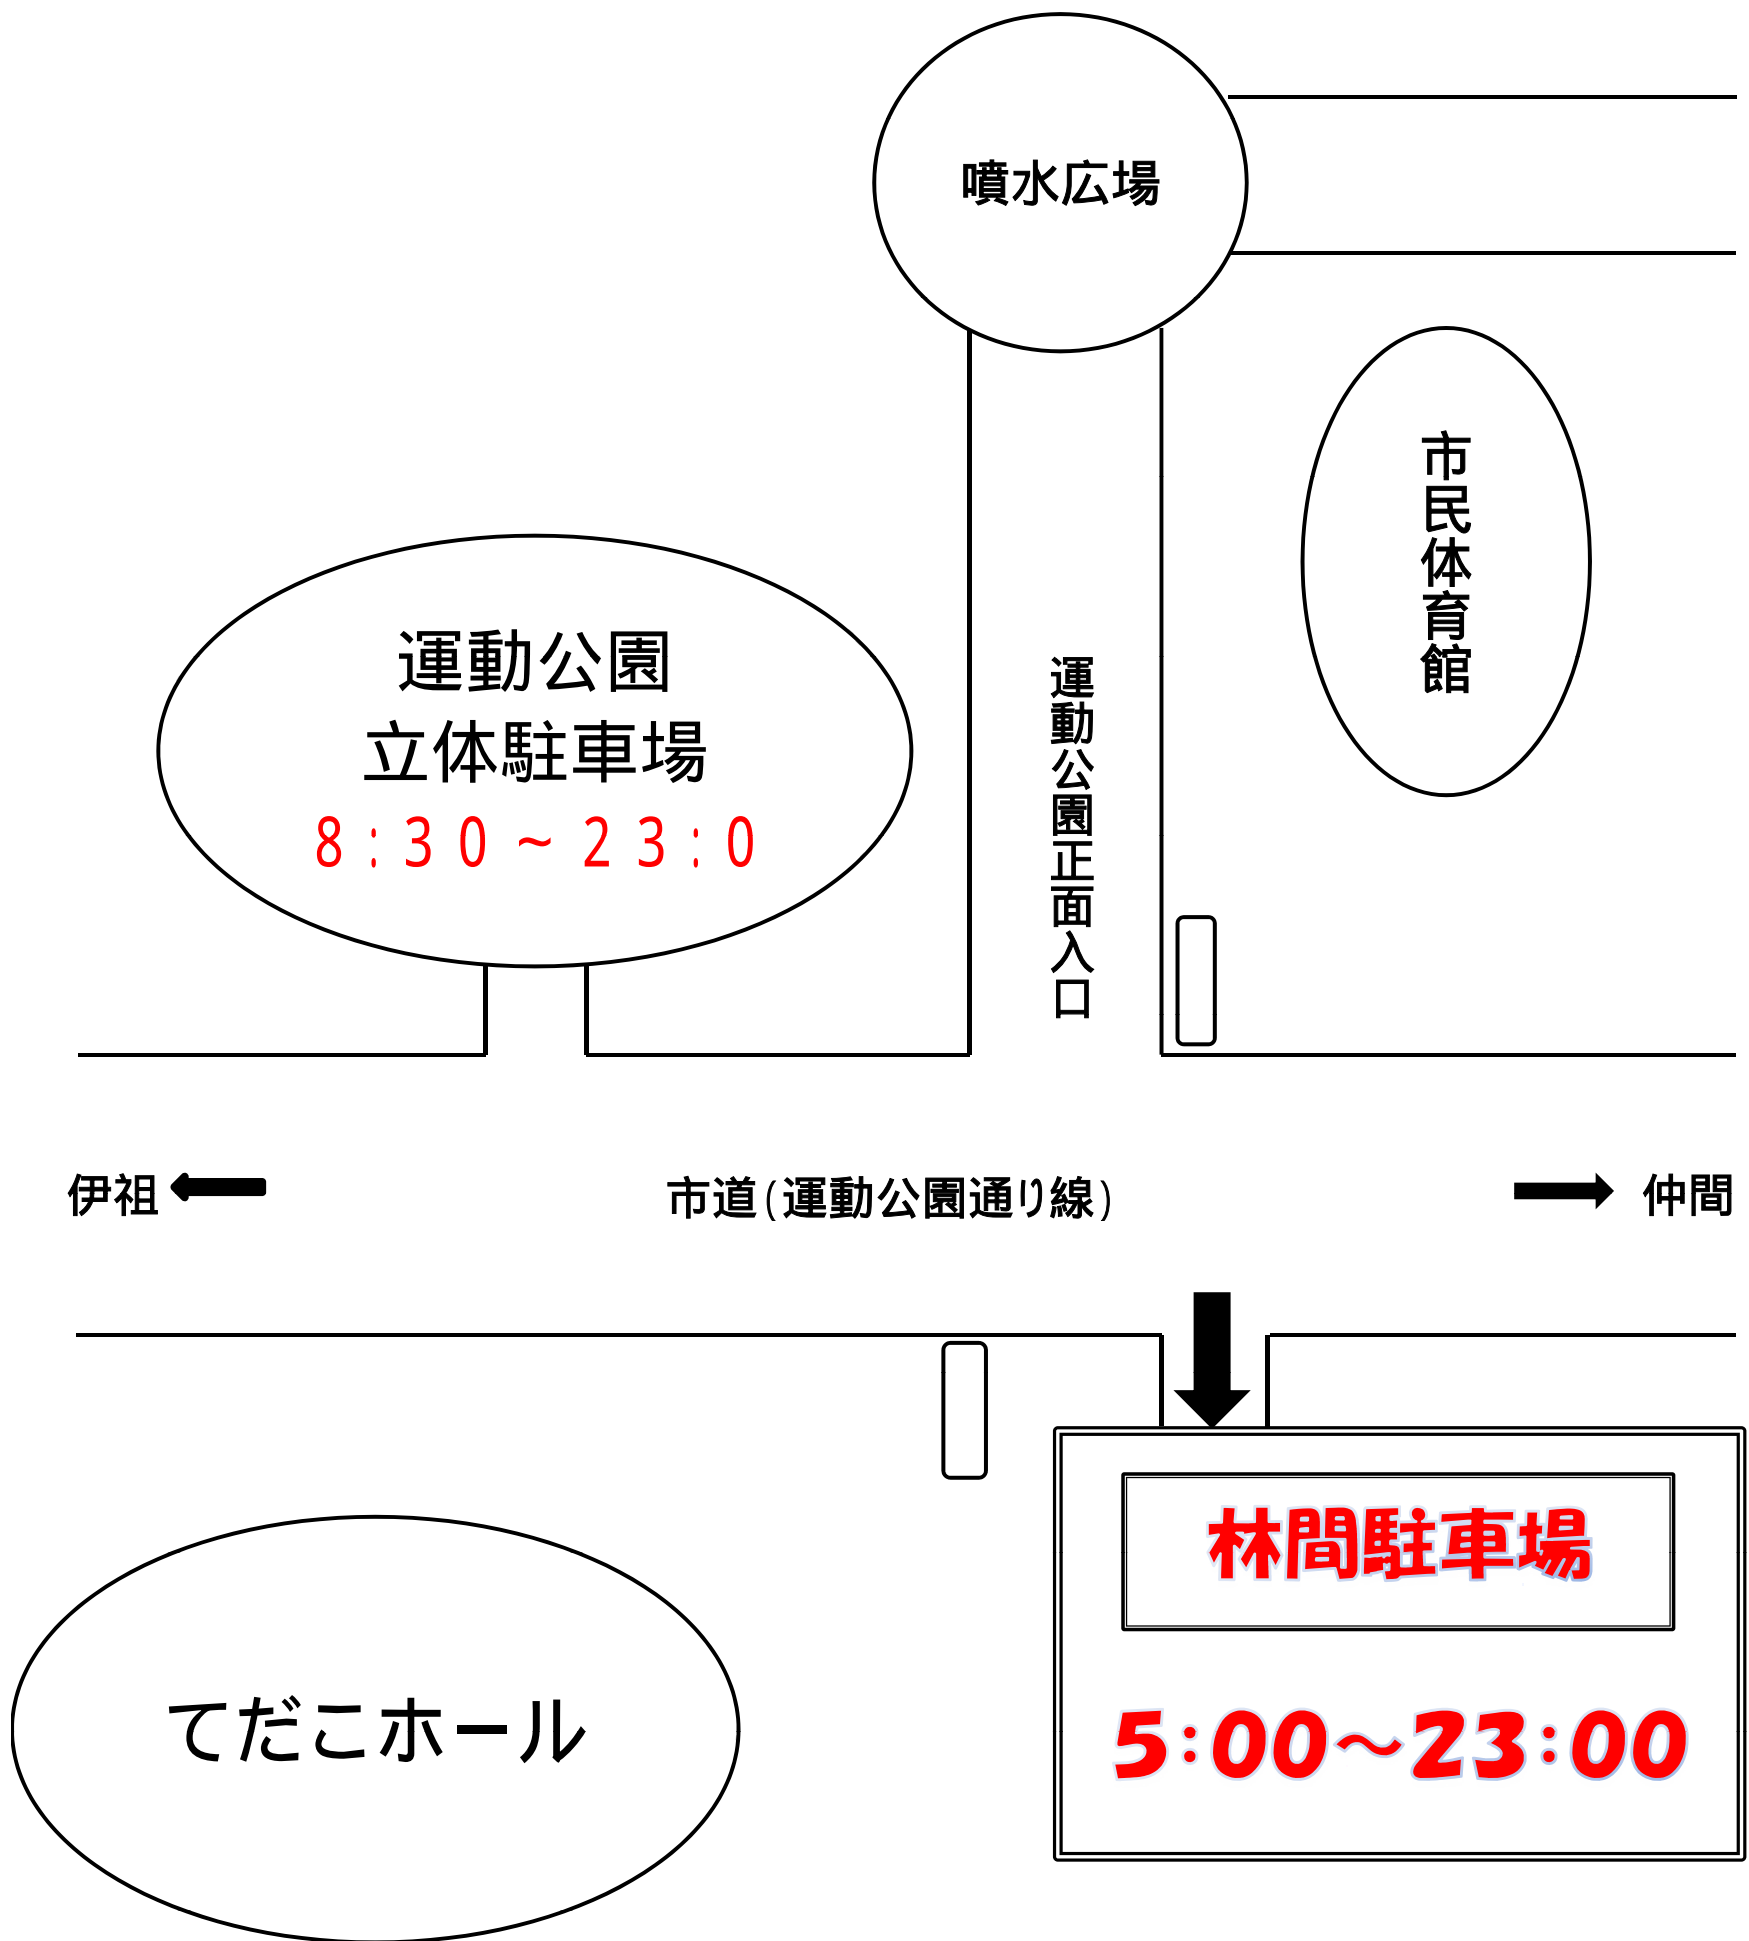 噴水広場
市民体育館
運動公園
立体駐車場
8:30~23:0
運動公園正面入口
伊祖
市道(運動公園通り線)
仲間
林間駐車場
5:00～23:00
てだこホール